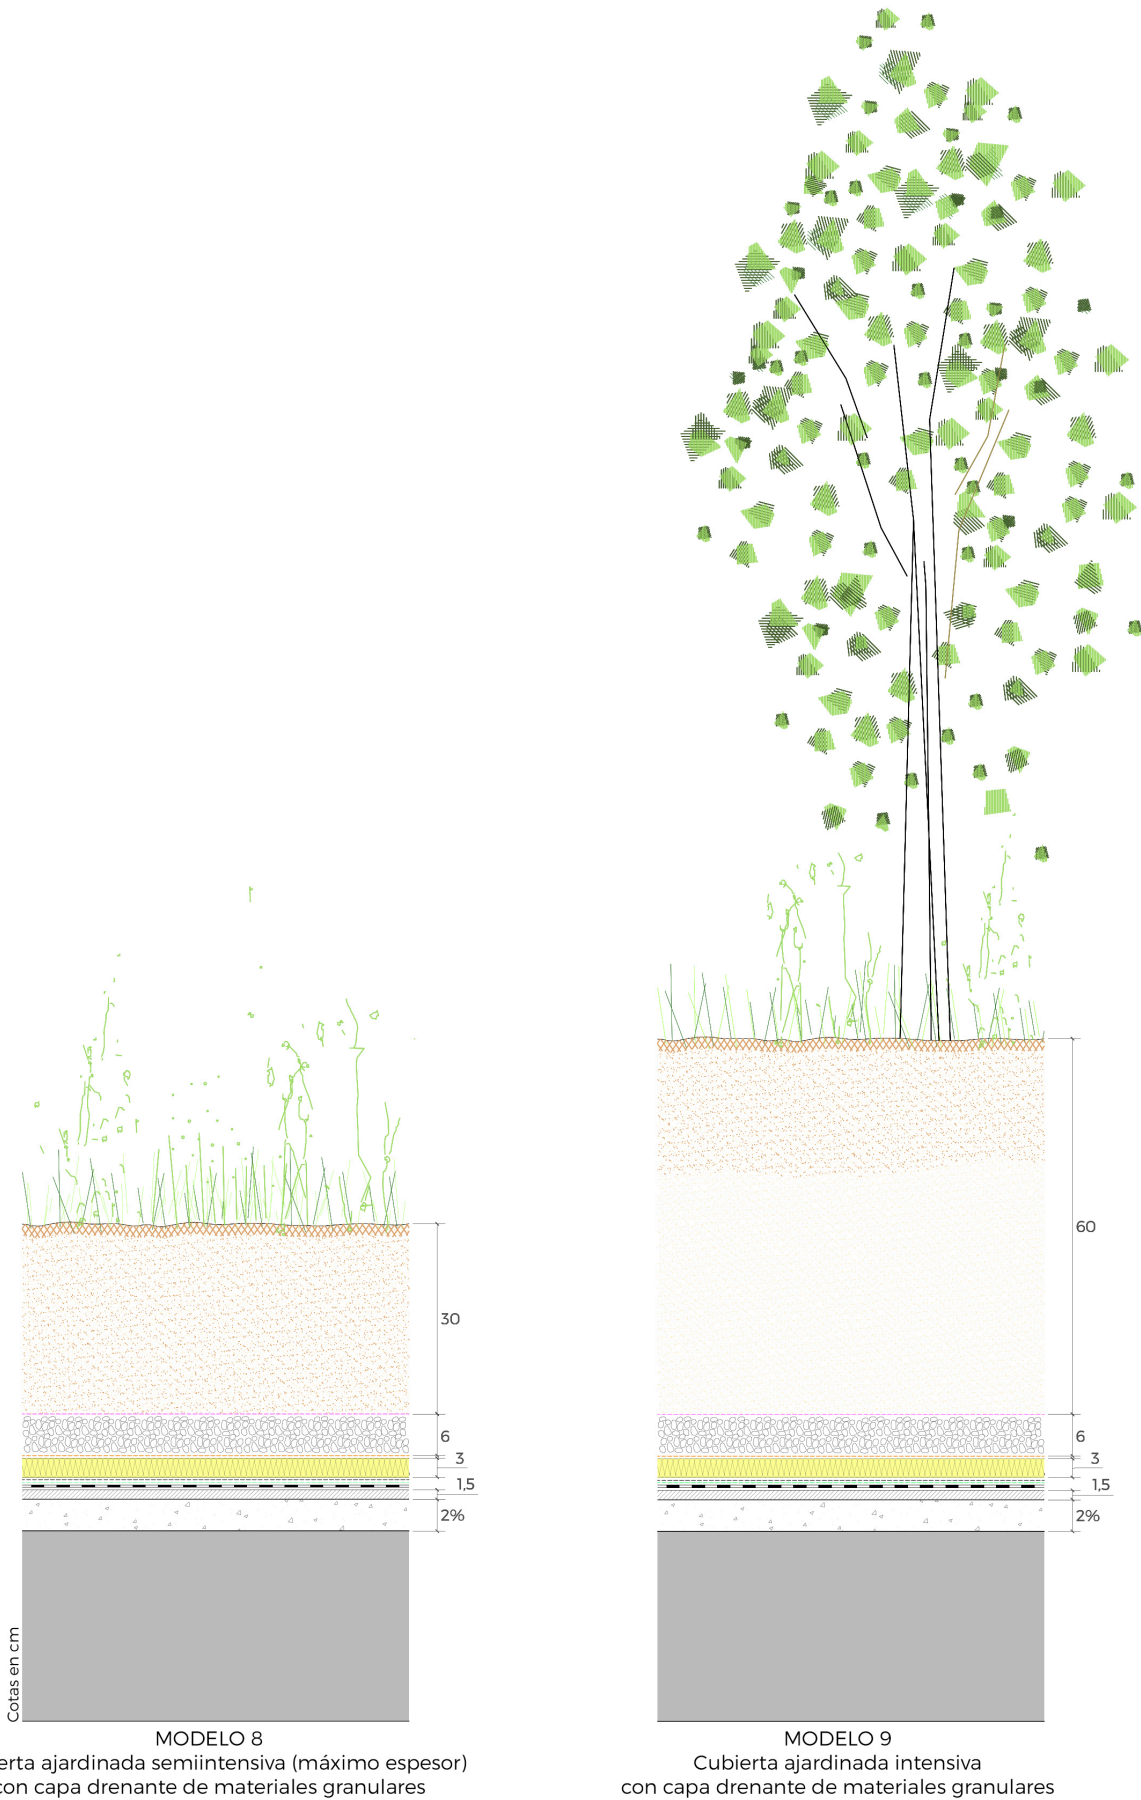 60
30
6
3
1,5
2%
6
3
1,5
2%
Cotas en cm
MODELO 8
erta ajardinada semiintensiva (máximo espesor)
con capa drenante de materiales granulares
MODELO 9
Cubierta ajardinada intensiva
con capa drenante de materiales granulares